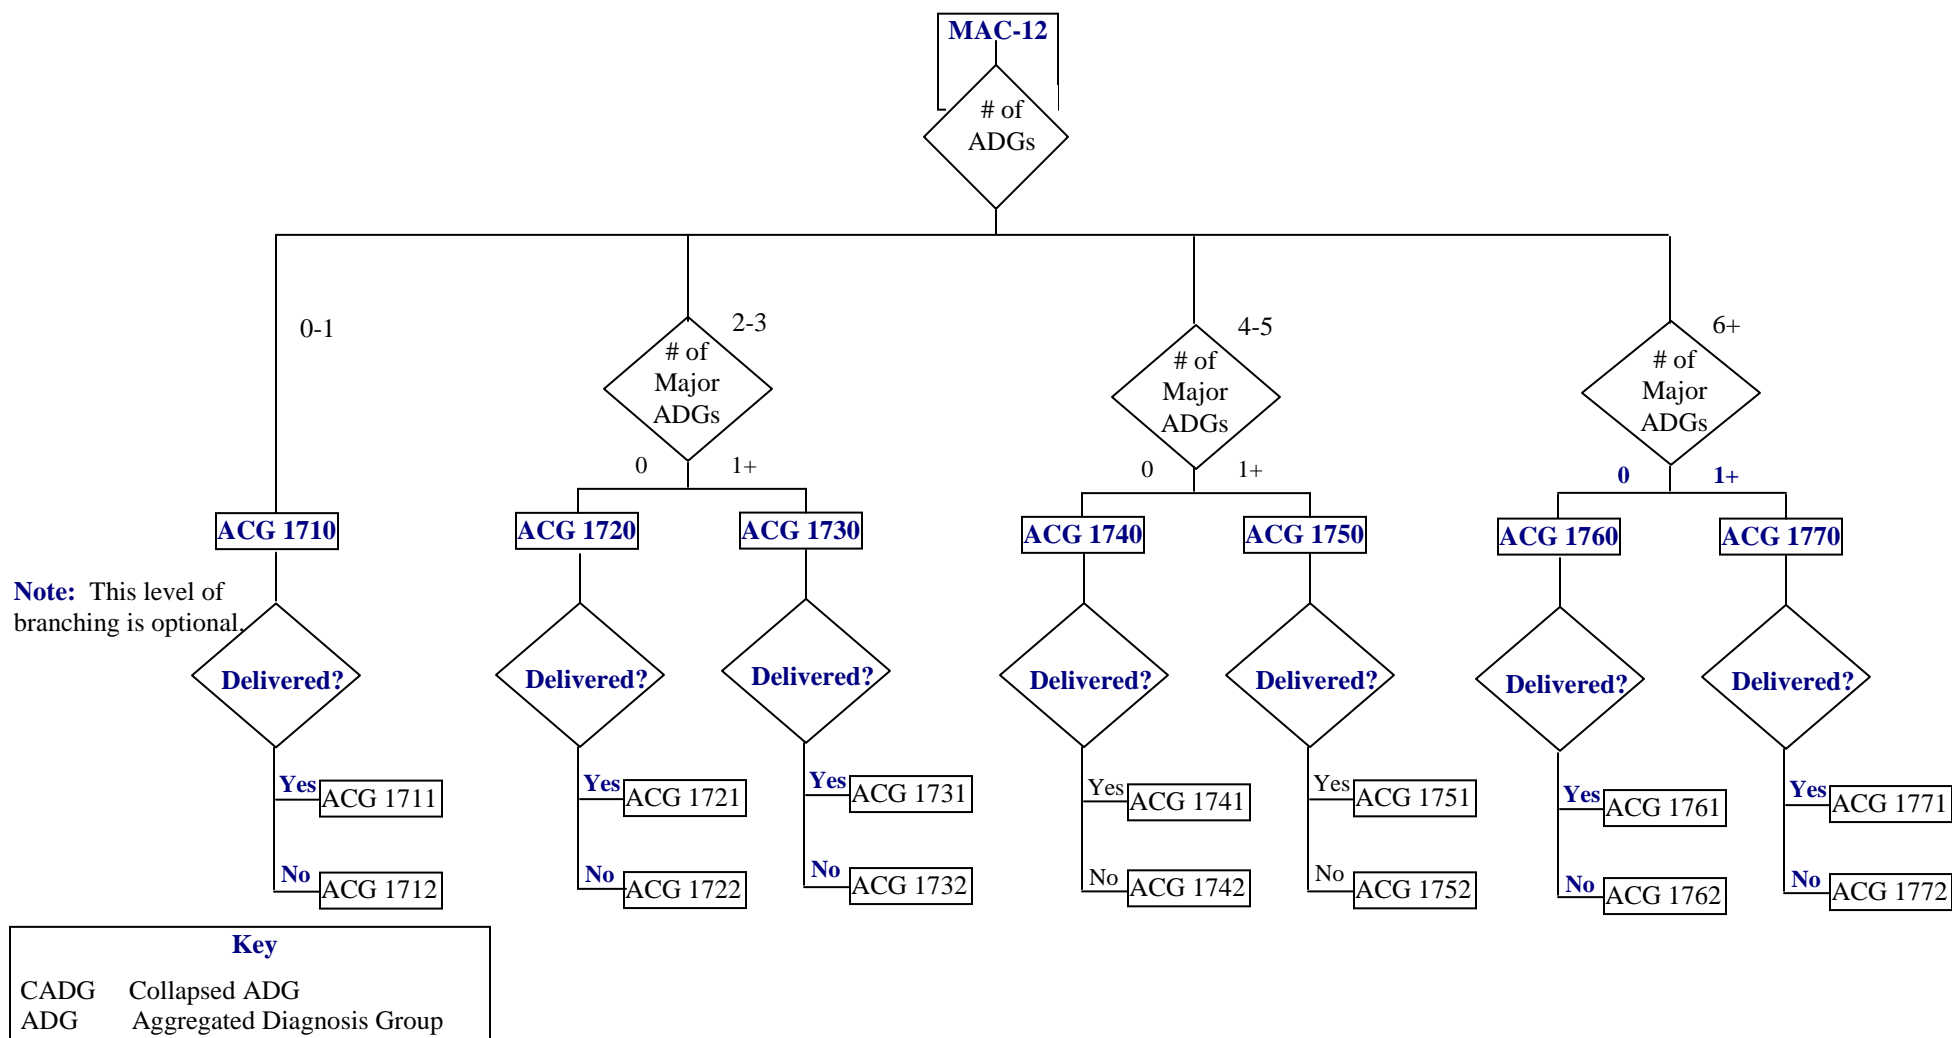 MAC-12
# of
ADGs
0-1
2-3
4-5
6+
# of
Major
ADGs
# of
Major
ADGs
# of
Major
ADGs
0 1+
0 1+
0 1+
ACG 1710
ACG 1720
ACG 1730
ACG 1740
ACG 1750
ACG 1760
ACG 1770
Note: This level of
branching is optional.
Delivered?
Delivered?
Delivered?
Delivered?
Delivered?
Delivered?
Delivered?
Yes ACG 1711
Yes ACG 1721
Yes ACG 1731
Yes ACG 1741
Yes ACG 1751
Yes ACG 1761
Yes ACG 1771
No ACG 1712
No ACG 1722
No ACG 1732
No ACG 1742
No ACG 1752
No ACG 1762
No ACG 1772
Key
CADG Collapsed ADG
ADG Aggregated Diagnosis Group